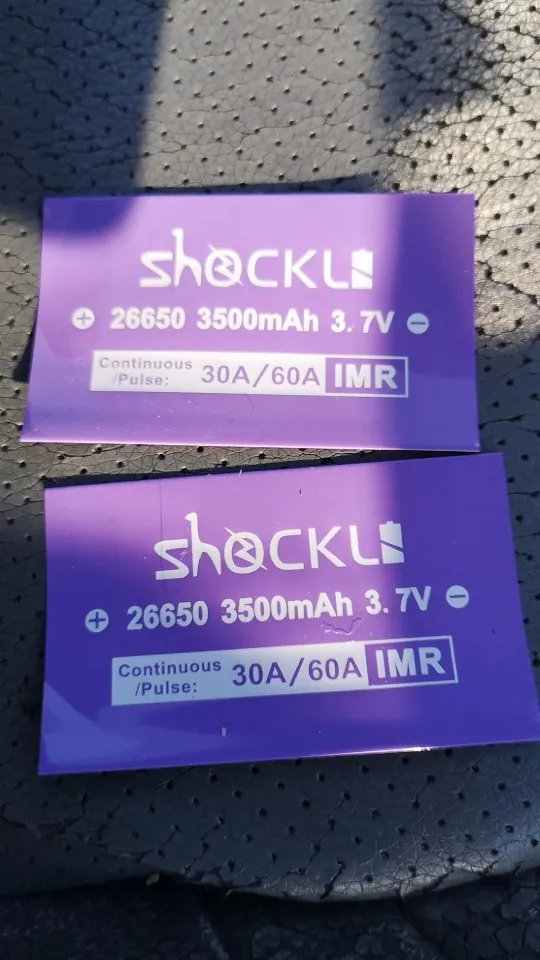 shOCKLI
⊕ 26650 3500mAh 3.7V ⊖
Continuous
/Pulse: 30A/60A IMR
shOCKLI
⊕ 26650 3500mAh 3.7V ⊖
Continuous
/Pulse: 30A/60A IMR